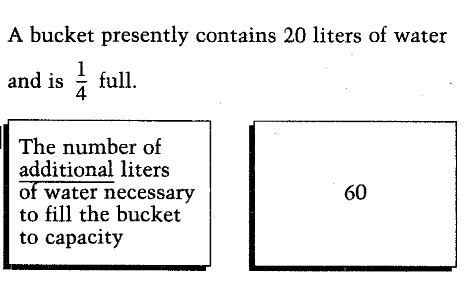 A bucket presently contains 20 liters of water
and is 1/4 full.
The number of
additional liters
of water necessary
to fill the bucket
to capacity
60